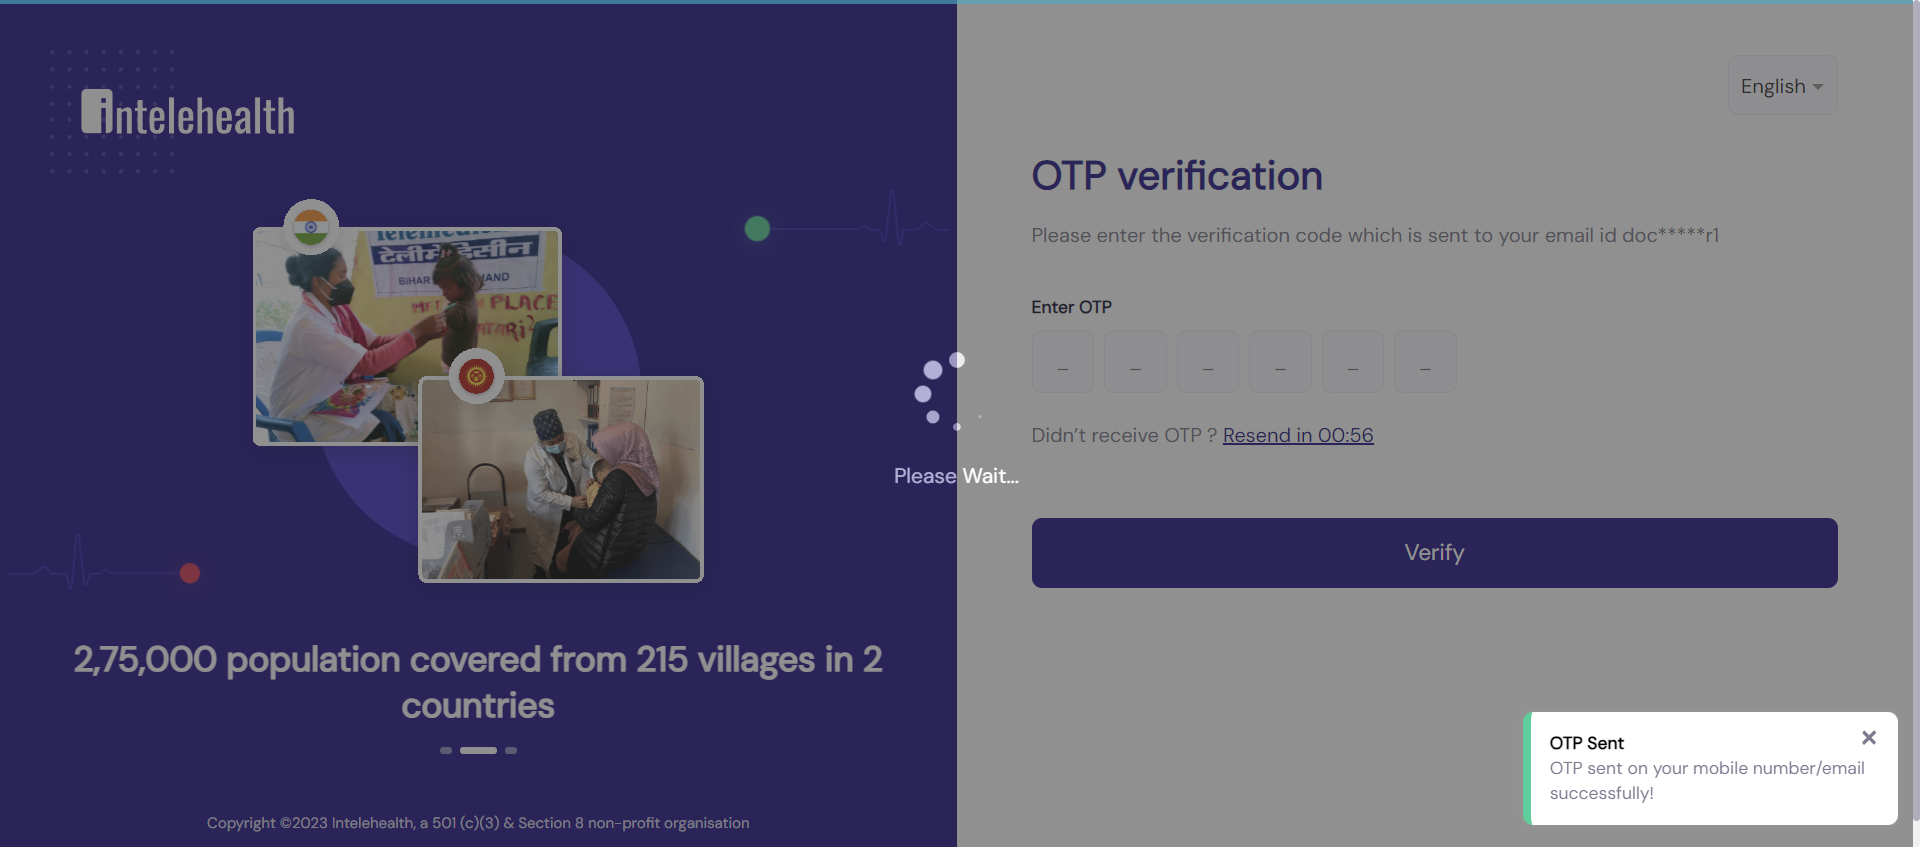 intelehealth
टेलीमेडिसीन
BIHAR
PLACE
2,75,000 population covered from 215 villages in 2
countries
Copyright ©2023 Intelehealth, a 501 (c)(3) & Section 8 non-profit organisation
Please Wait...
English
OTP verification
Please enter the verification code which is sent to your email id doc*****r1
Enter OTP
_ _ _ _ _ _
Didn't receive OTP ? Resend in 00:56
Verify
OTP Sent
OTP sent on your mobile number/email
successfully!